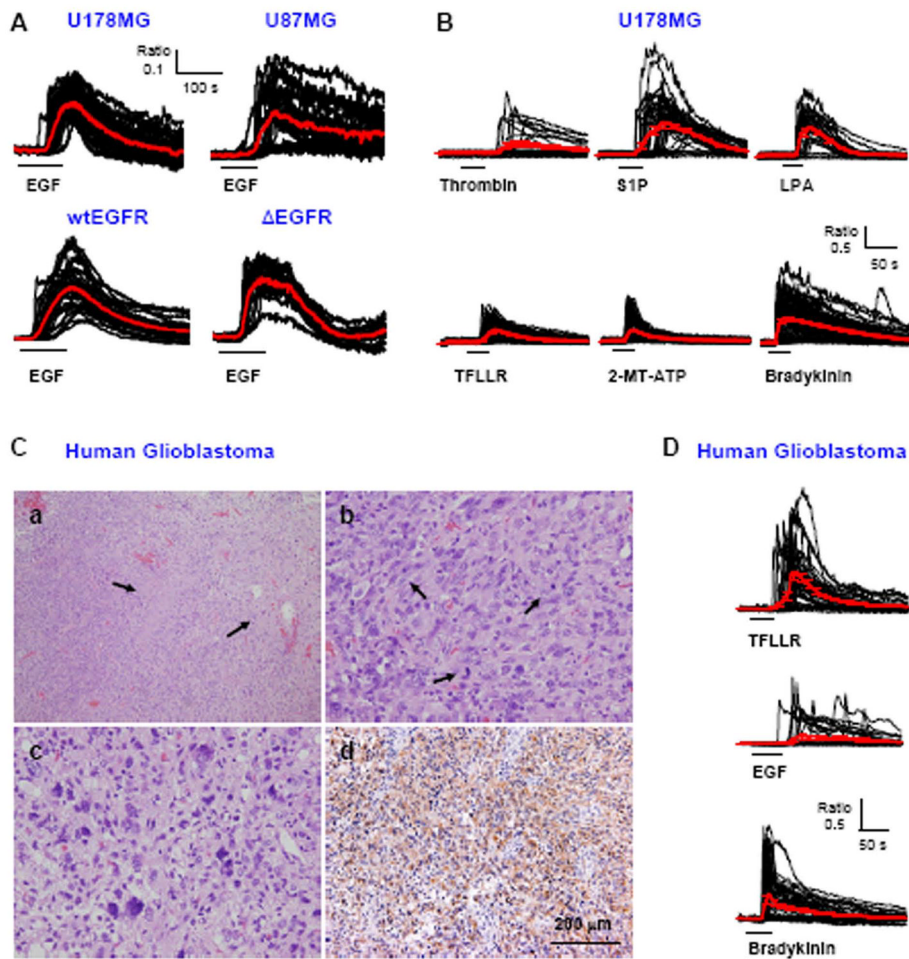 A
U178MG
U87MG
Ratio
0.1
100 s
EGF
EGF
wtEGFR
ΔEGFR
EGF
EGF
B
U178MG
Thrombin
S1P
LPA
Ratio
0.5
50 s
TFLLR
2-MT-ATP
Bradykinin
C
Human Glioblastoma
a
b
c
d
200 µm
D
Human Glioblastoma
TFLLR
EGF
Ratio
0.5
50 s
Bradykinin